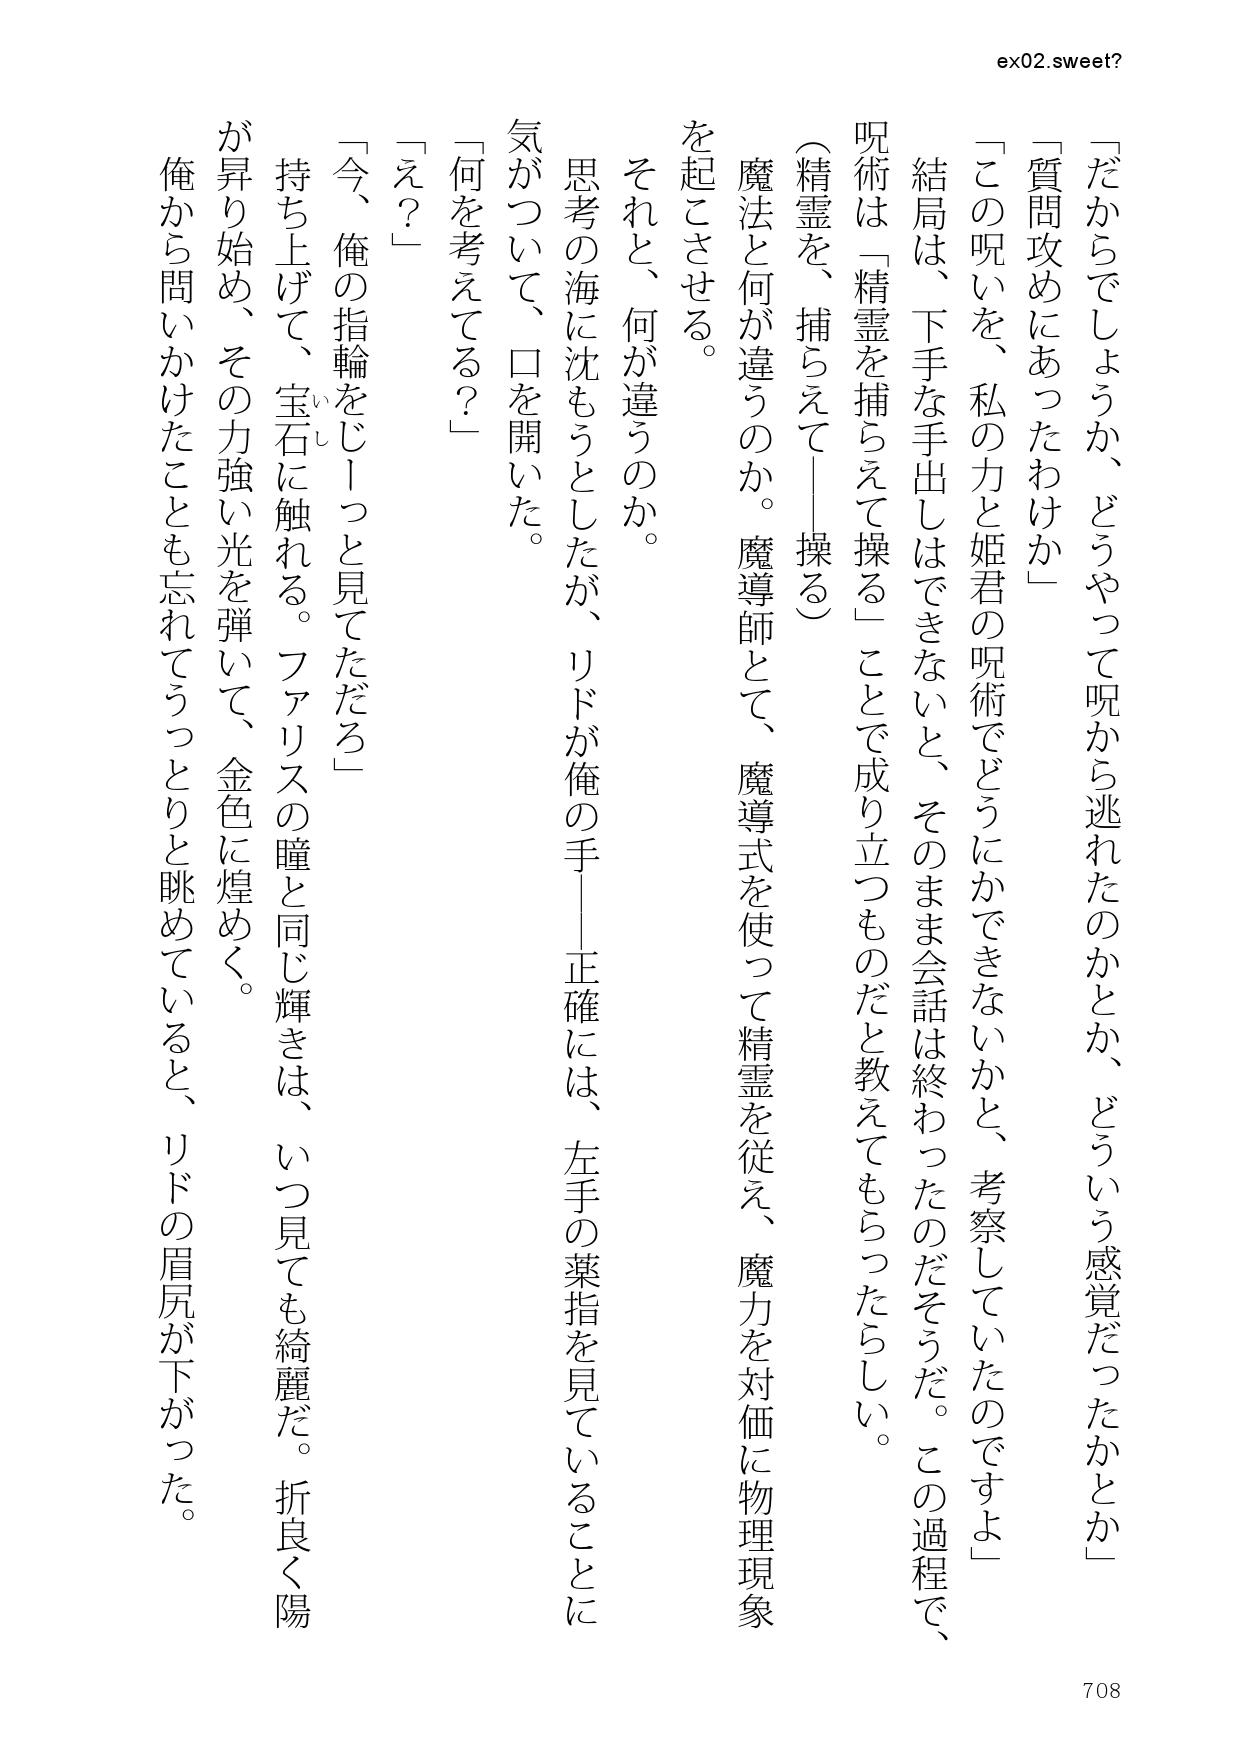 ex02.sweet?
「だからでしょうか、どうやって呪から逃れたのかとか、どういう感覚だったかとか」
「質問攻めにあったわけか」
「この呪いを、私の力と姫君の呪術でどうにかできないかと、考察していたのですよ」
　結局は、下手な手出しはできないと、そのまま会話は終わったのだそうだ。この過程で、
呪術は「精霊を捕らえて操る」ことで成り立つものだと教えてもらったらしい。
（精霊を、捕らえて――操る）
　魔法と何が違うのか。魔導師とて、魔導式を使って精霊を従え、魔力を対価に物理現象
を起こさせる。
　それと、何が違うのか。
　思考の海に沈もうとしたが、リドが俺の手――正確には、左手の薬指を見ていることに
気がついて、口を開いた。
「何を考えてる？」
「え？」
「今、俺の指輪をじーっと見てただろ」
　持ち上げて、宝石いしに触れる。ファリスの瞳と同じ輝きは、いつ見ても綺麗だ。折良く陽
が昇り始め、その力強い光を弾いて、金色に煌めく。
　俺から問いかけたことも忘れてうっとりと眺めていると、リドの眉尻が下がった。
708